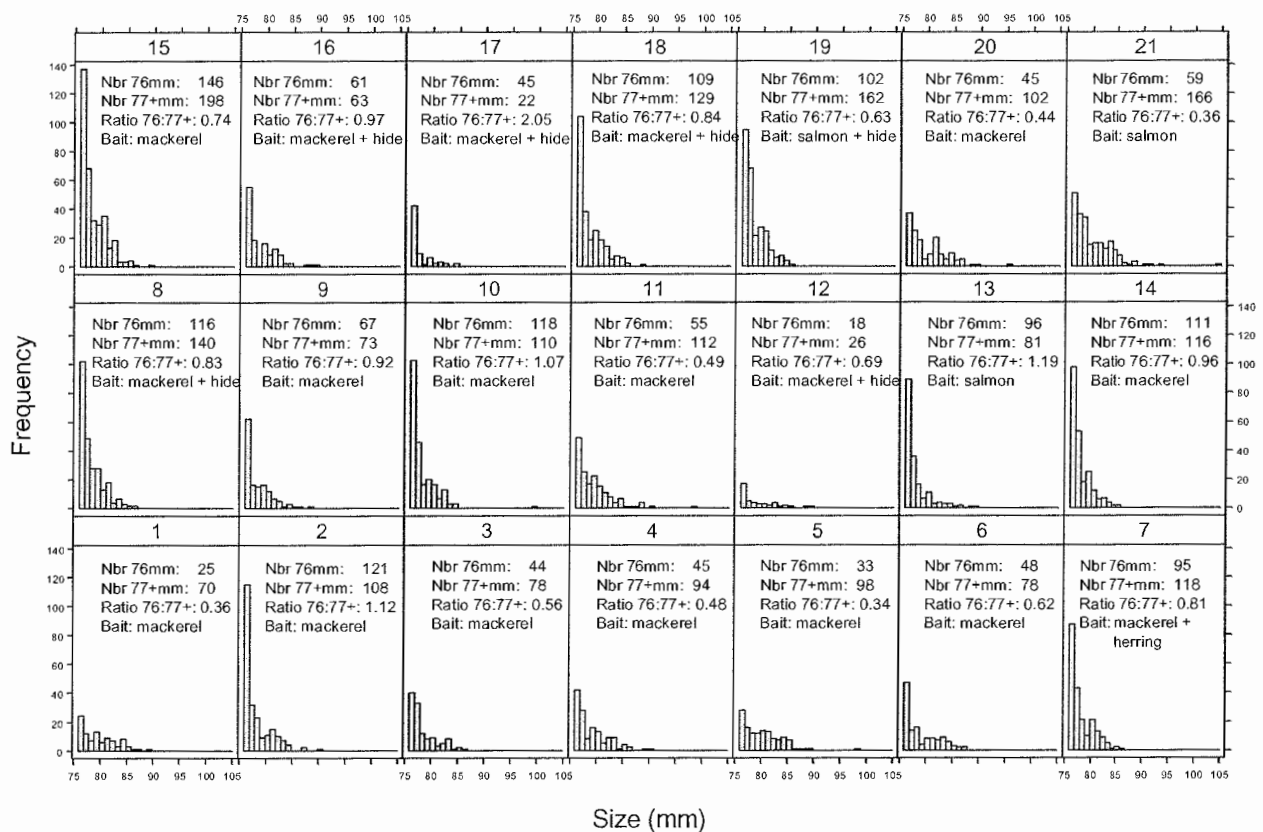 75 80 85 90 100 105
75 80 85 90 100 105
75 80 85 90 100 105
15 16 17 18 19 20 21
140
120
100
80
60
40
20
0
Nbr 76mm: 146
Nbr 77+mm: 198
Ratio 76:77+: 0.74
Bait: mackerel
Nbr 76mm: 61
Nbr 77+mm: 63
Ratio 76:77+: 0.97
Bait: mackerel + hide
Nbr 76mm: 45
Nbr 77+mm: 22
Ratio 76:77+: 2.05
Bait: mackerel + hide
Nbr 76mm: 109
Nbr 77+mm: 129
Ratio 76:77+: 0.84
Bait: mackerel + hide
Nbr 76mm: 102
Nbr 77+mm: 162
Ratio 76:77+: 0.63
Bait: salmon + hide
Nbr 76mm: 45
Nbr 77+mm: 102
Ratio 76:77+: 0.44
Bait: mackerel
Nbr 76mm: 59
Nbr 77+mm: 166
Ratio 76:77+: 0.36
Bait: salmon
8 9 10 11 12 13 14
Nbr 76mm: 116
Nbr 77+mm: 140
Ratio 76:77+: 0.83
Bait: mackerel + hide
Nbr 76mm: 67
Nbr 77+mm: 73
Ratio 76:77+: 0.92
Bait: mackerel
Nbr 76mm: 118
Nbr 77+mm: 110
Ratio 76:77+: 1.07
Bait: mackerel
Nbr 76mm: 55
Nbr 77+mm: 112
Ratio 76:77+: 0.49
Bait: mackerel
Nbr 76mm: 18
Nbr 77+mm: 26
Ratio 76:77+: 0.69
Bait: mackerel + hide
Nbr 76mm: 96
Nbr 77+mm: 81
Ratio 76:77+: 1.19
Bait: salmon
Nbr 76mm: 111
Nbr 77+mm: 116
Ratio 76:77+: 0.96
Bait: mackerel
140
120
100
80
60
40
20
0
Frequency
1 2 3 4 5 6 7
140
120
100
80
60
40
20
0
Nbr 76mm: 25
Nbr 77+mm: 70
Ratio 76:77+: 0.36
Bait: mackerel
Nbr 76mm: 121
Nbr 77+mm: 108
Ratio 76:77+: 1.12
Bait: mackerel
Nbr 76mm: 44
Nbr 77+mm: 78
Ratio 76:77+: 0.56
Bait: mackerel
Nbr 76mm: 45
Nbr 77+mm: 94
Ratio 76:77+: 0.48
Bait: mackerel
Nbr 76mm: 33
Nbr 77+mm: 98
Ratio 76:77+: 0.34
Bait: mackerel
Nbr 76mm: 48
Nbr 77+mm: 78
Ratio 76:77+: 0.62
Bait: mackerel
Nbr 76mm: 95
Nbr 77+mm: 118
Ratio 76:77+: 0.81
Bait: mackerel +
herring
75 80 85 90 95 100 105
75 80 85 90 95 100 105
75 80 85 90 95 100 105
75 80 85 90 95 100 105
Size (mm)